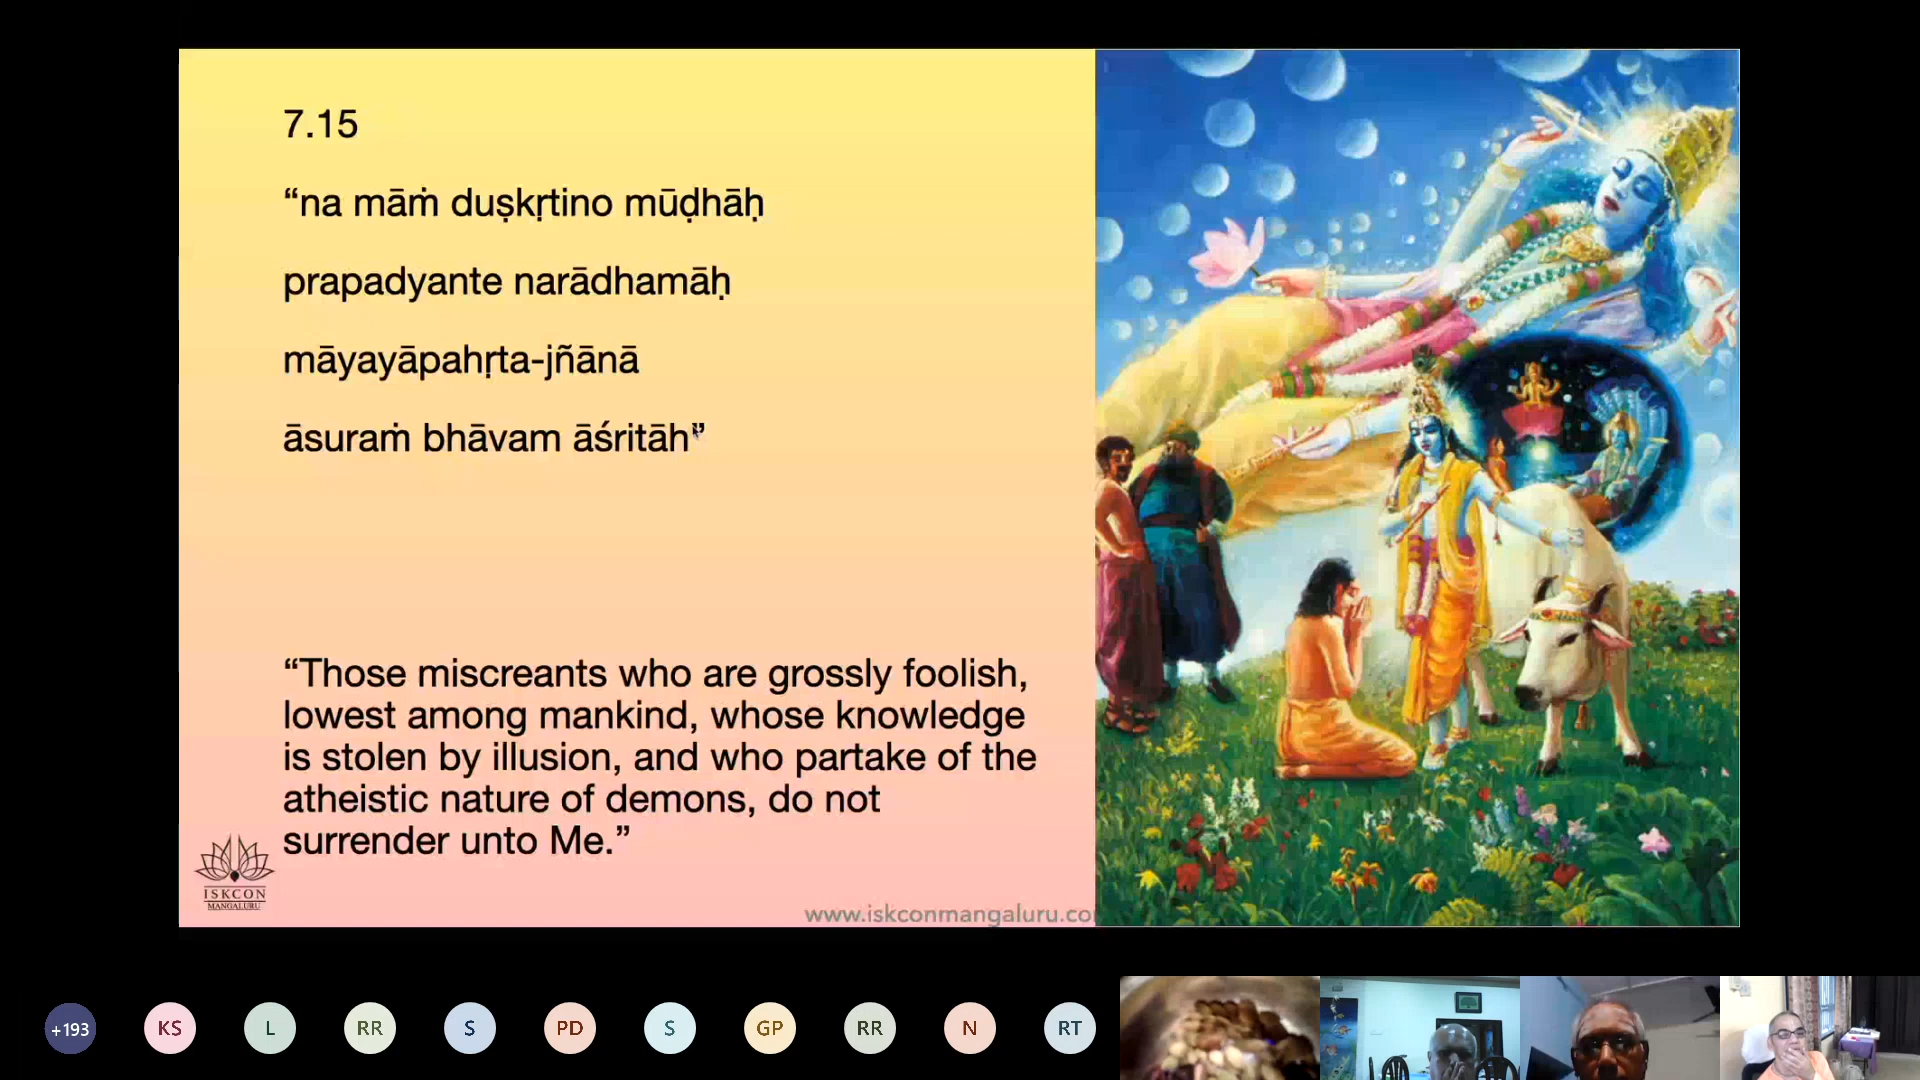 7.15
“na māṁ duṣkṛtino mūḍhāḥ
prapadyante narādhamāḥ
māyayāpahṛta-jñānā
āsuraṁ bhāvam āśritāh”
“Those miscreants who are grossly foolish,
lowest among mankind, whose knowledge
is stolen by illusion, and who partake of the
atheistic nature of demons, do not
surrender unto Me.”
ISKCON
MANGALURU
www.iskconmangaluru.co
+193
KS
L
RR
S
PD
S
GP
RR
N
RT